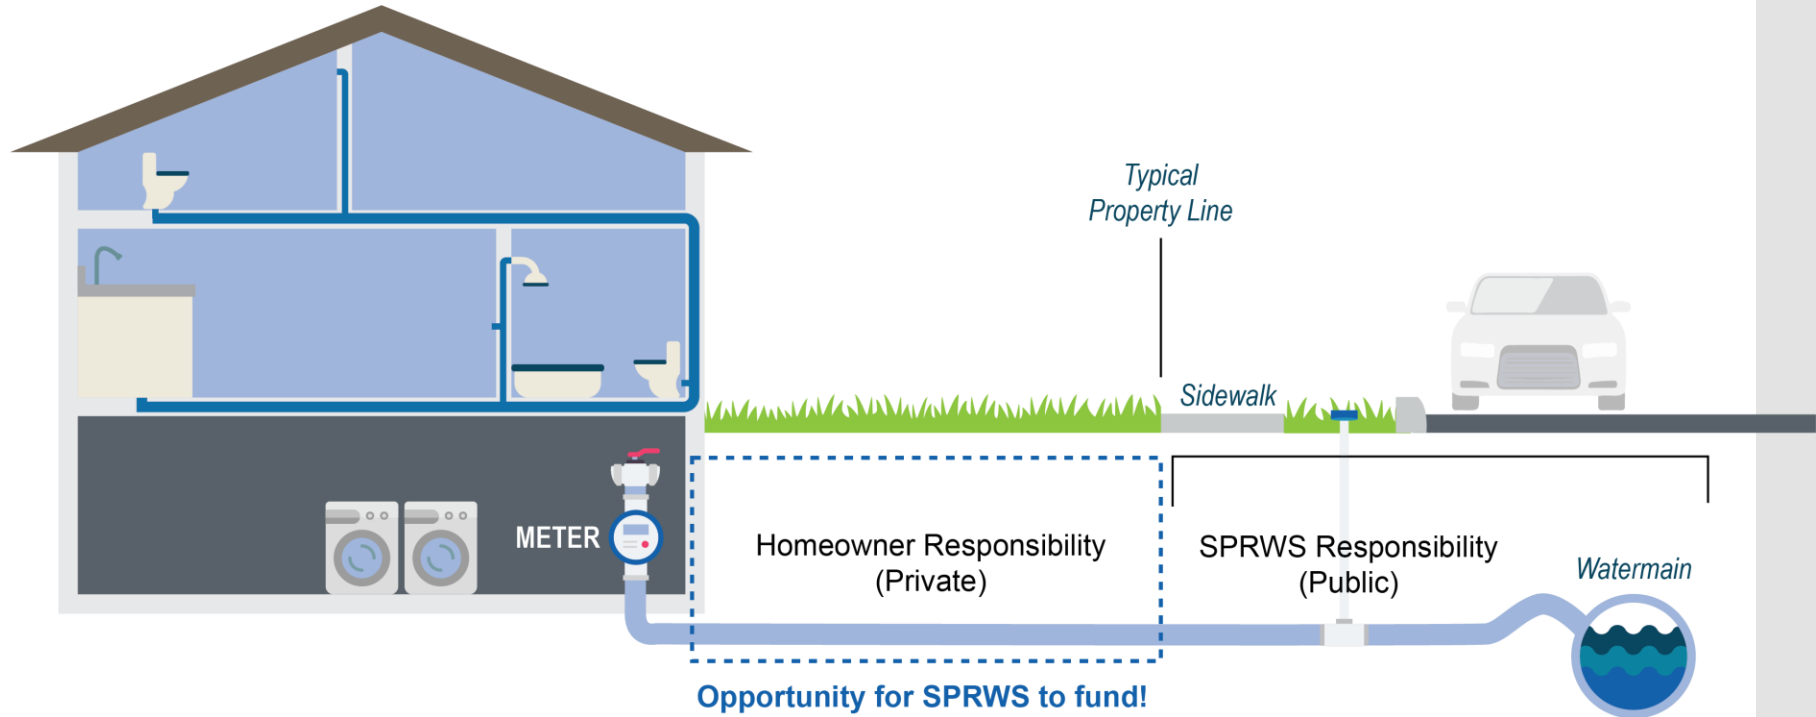 Typical
Property Line
Sidewalk
METER
Homeowner Responsibility
(Private)
SPRWS Responsibility
(Public)
Watermain
Opportunity for SPRWS to fund!